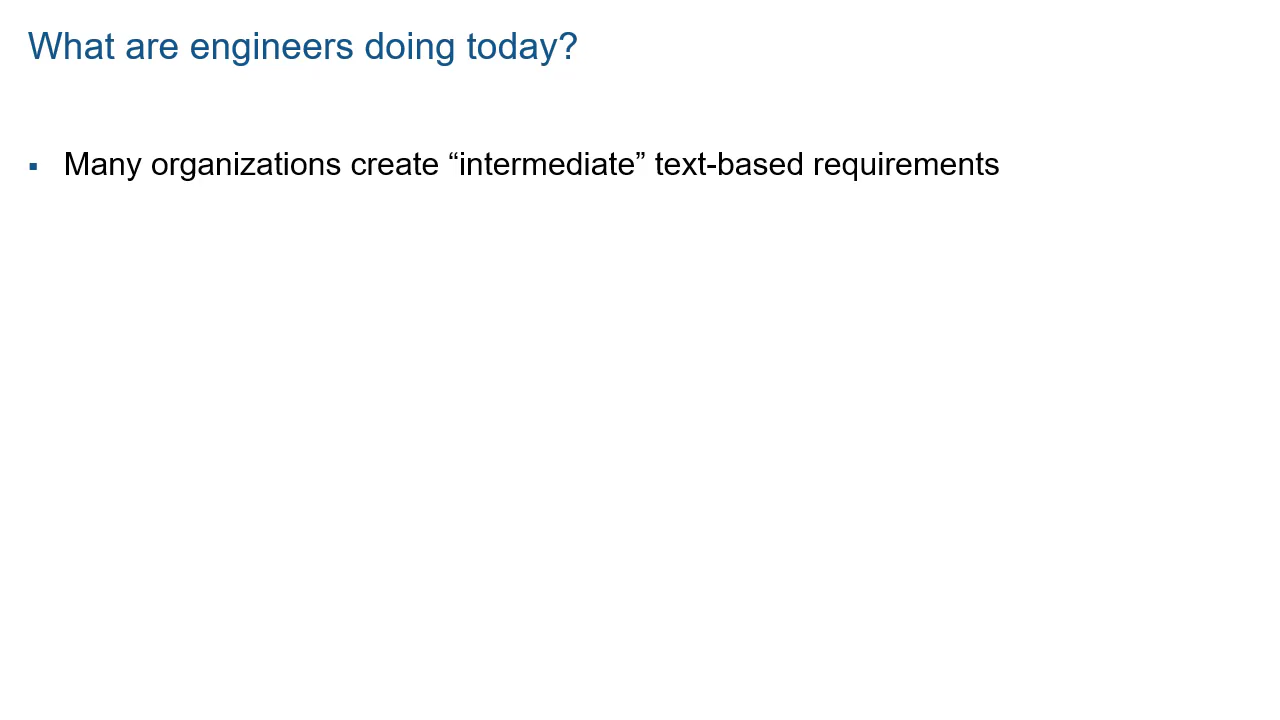 What are engineers doing today?
▪ Many organizations create “intermediate” text-based requirements